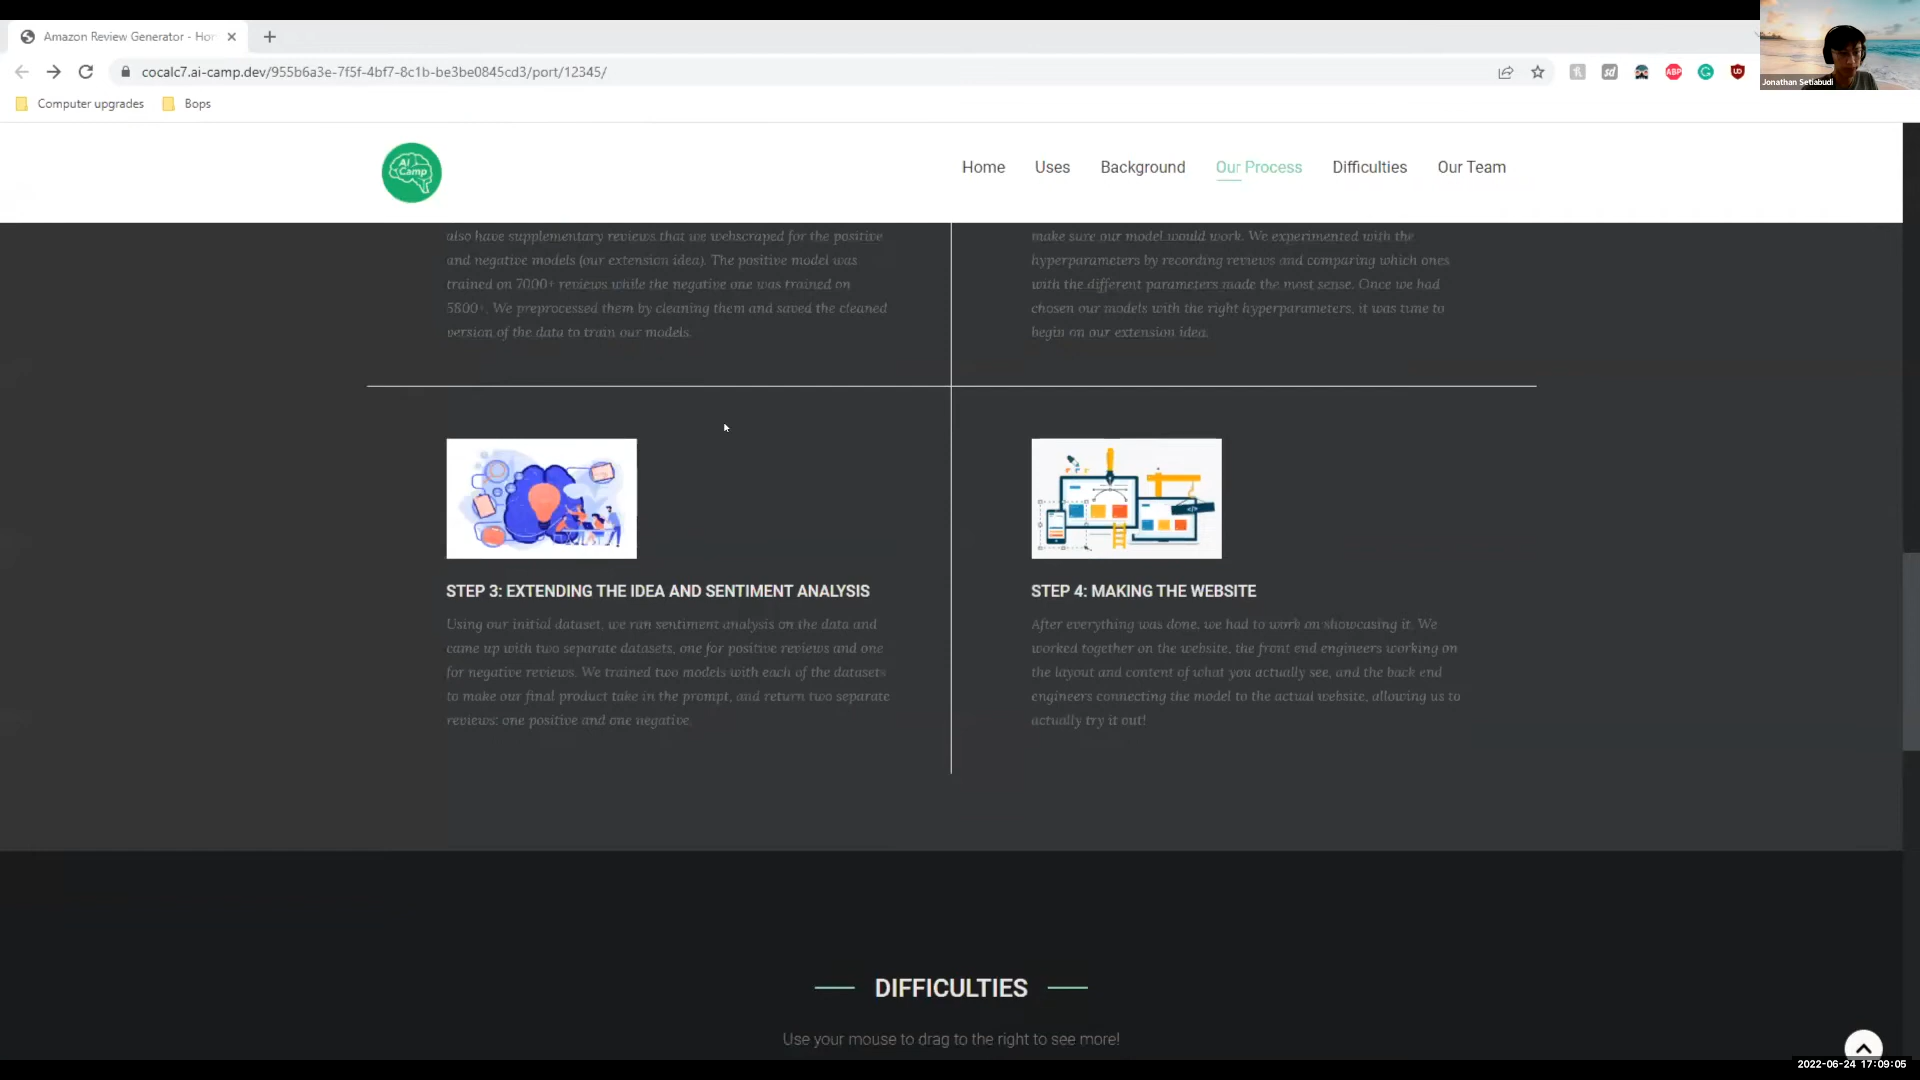 Amazon Review Generator - Hor
cocalc7.ai-camp.dev/955b6a3e-7f5f-4bf7-8c1b-be3be0845cd3/port/12345/
sd
ABP
Jonathan Setiabudi
Computer upgrades
Bops
AI
Camp
Home
Uses
Background
Our Process
Difficulties
Our Team
also have supplementary reviews that we webscraped for the positive
and negative models (our extension idea). The positive model was
trained on 7000+ reviews while the negative one was trained on
5800+. We preprocessed them by cleaning them and saved the cleaned
version of the data to train our models.
make sure our model would work. We experimented with the
hyperparameters by recording reviews and comparing which ones
with the different parameters made the most sense. Once we had
chosen our models with the right hyperparameters, it was time to
begin on our extension idea.
STEP 3: EXTENDING THE IDEA AND SENTIMENT ANALYSIS
Using our initial dataset, we ran sentiment analysis on the data and
came up with two separate datasets, one for positive reviews and one
for negative reviews. We trained two models with each of the datasets
to make our final product take in the prompt, and return two separate
reviews: one positive and one negative.
STEP 4: MAKING THE WEBSITE
After everything was done, we had to work on showcasing it. We
worked together on the website, the front end engineers working on
the layout and content of what you actually see, and the back end
engineers connecting the model to the actual website, allowing us to
actually try it out!
DIFFICULTIES
Use your mouse to drag to the right to see more!
2022-06-24 17:09:05